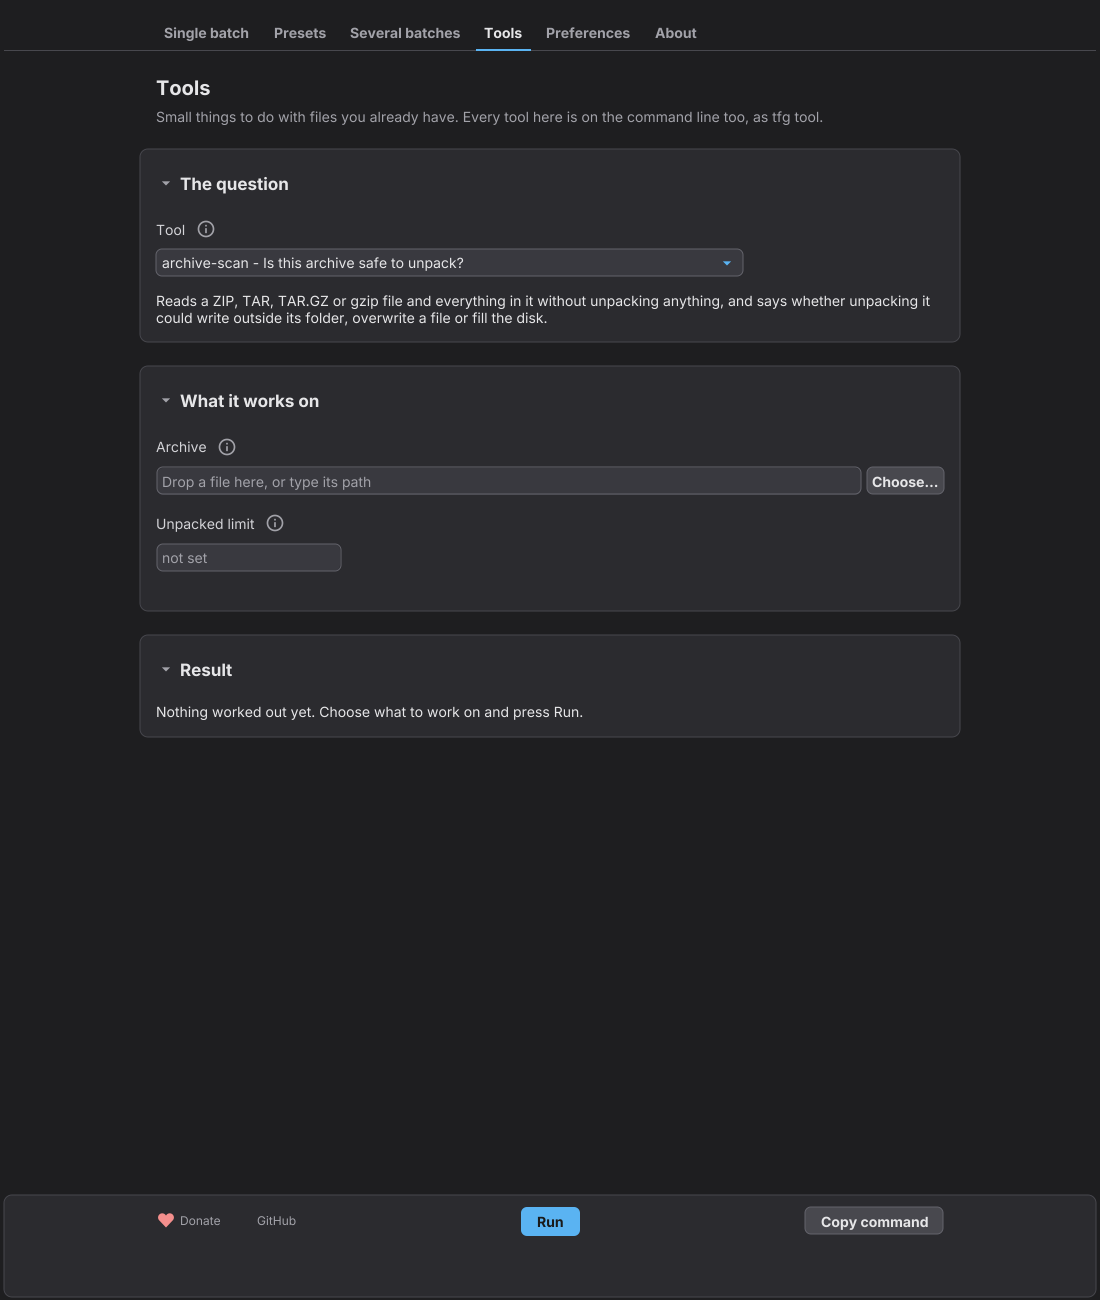 Single batch
Presets
Several batches
Tools
Preferences
About
Tools
Small things to do with files you already have. Every tool here is on the command line too, as tfg tool.
The question
Tool
archive-scan - Is this archive safe to unpack?
Reads a ZIP, TAR, TAR.GZ or gzip file and everything in it without unpacking anything, and says whether unpacking it
could write outside its folder, overwrite a file or fill the disk.
What it works on
Archive
Drop a file here, or type its path
Choose...
Unpacked limit
not set
Result
Nothing worked out yet. Choose what to work on and press Run.
Donate
GitHub
Run
Copy command